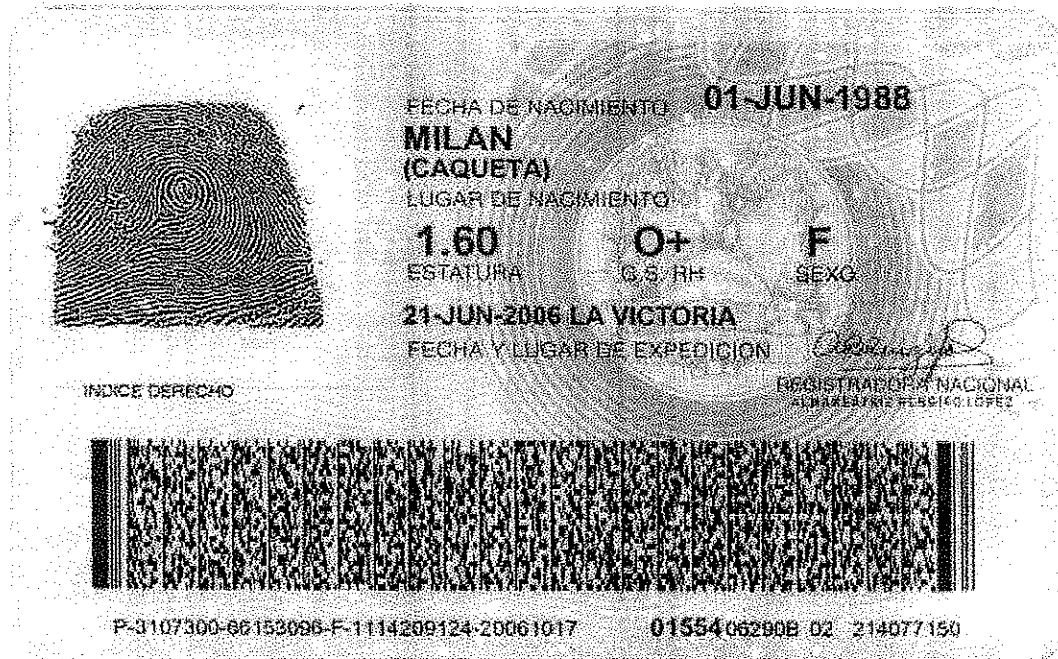 FECHA DE NACIMIENTO 01-JUN-1988
MILAN
(CAQUETA)
LUGAR DE NACIMIENTO
1.60 O+ F
ESTATURA G.S. RH SEXO
21-JUN-2006 LA VICTORIA
FECHA Y LUGAR DE EXPEDICION
INDICE DERECHO
REGISTRADORA NACIONAL
P-3107300-66153096-F-1114209124-20061017 01554 06290B 02 214077150